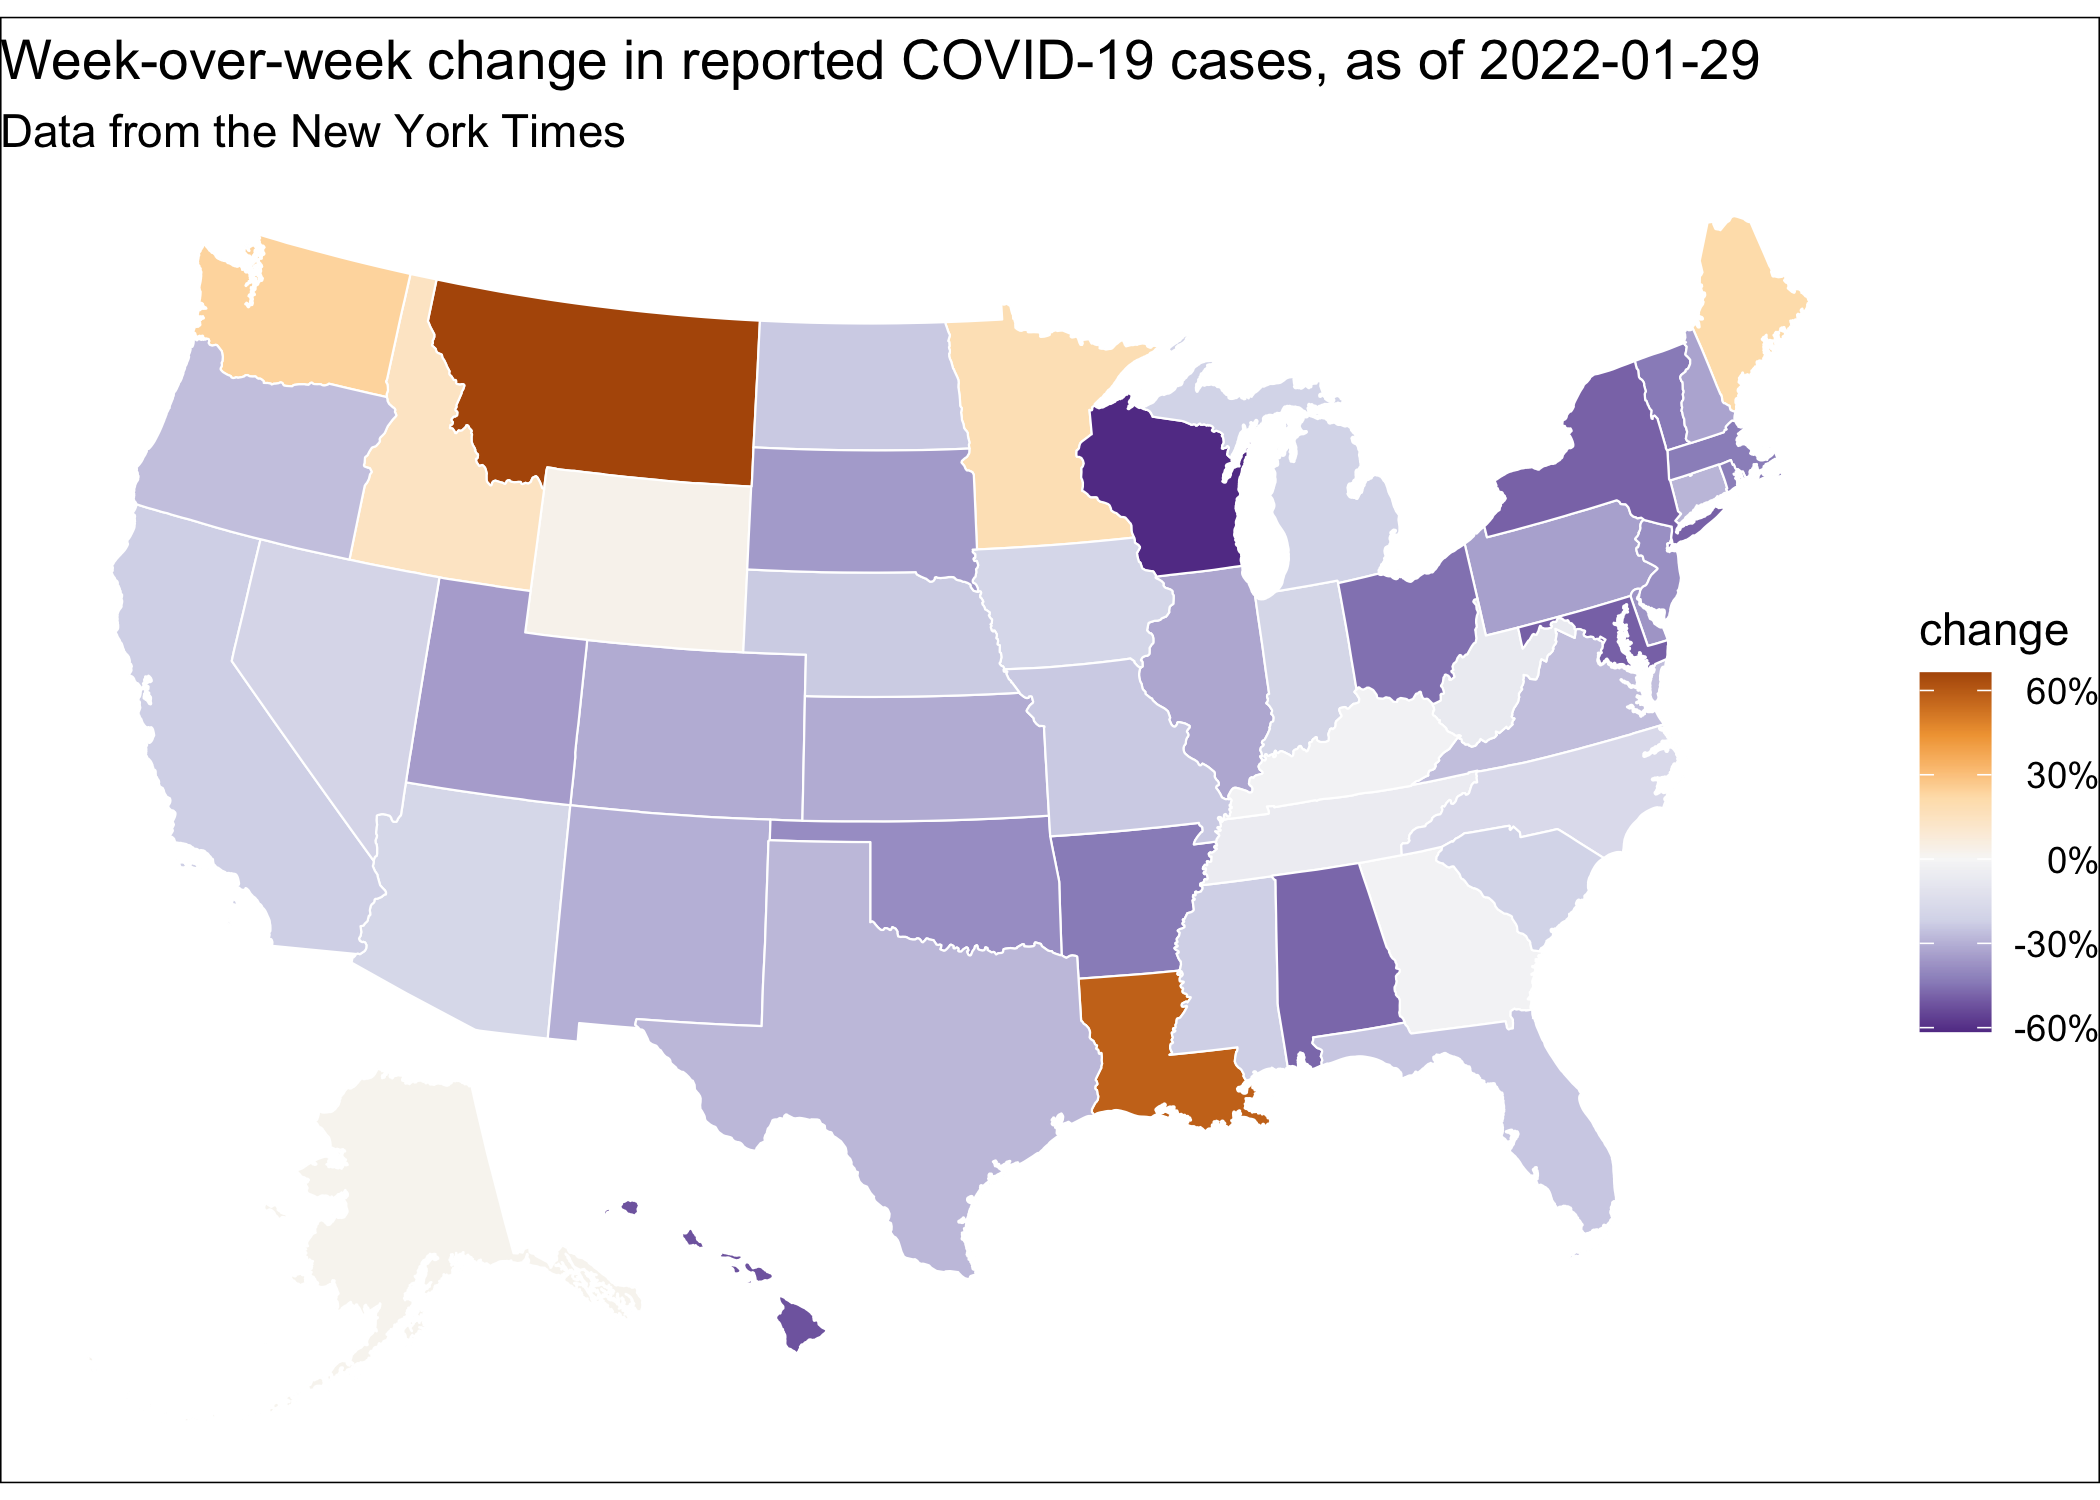 Week-over-week change in reported COVID-19 cases, as of 2022-01-29
Data from the New York Times
change
60%
30%
0%
-30%
-60%